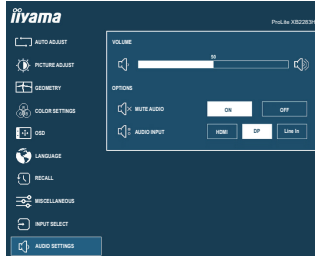 iiyama
ProLite XB2283H
AUTO ADJUST
PICTURE ADJUST
GEOMETRY
COLOR SETTINGS
OSD
LANGUAGE
RECALL
MISCELLANEOUS
INPUT SELECT
AUDIO SETTINGS
VOLUME
50
OPTIONS
MUTE AUDIO ON OFF
AUDIO INPUT HDMI DP Line In